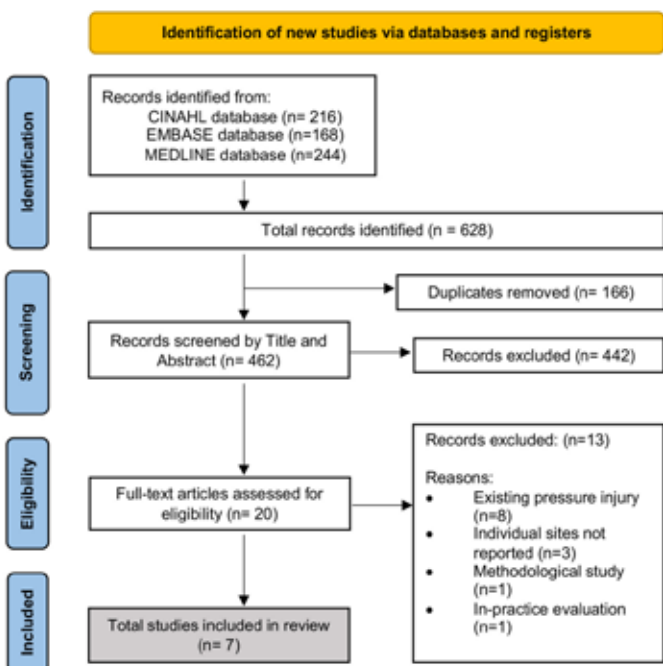 Identification of new studies via databases and registers
Identification
Records identified from:
CINAHL database (n= 216)
EMBASE database (n=168)
MEDLINE database (n=244)
Total records identified (n = 628)
Screening
Duplicates removed (n= 166)
Records screened by Title and
Abstract (n= 462)
Records excluded (n= 442)
Eligibility
Full-text articles assessed for
eligibility (n= 20)
Records excluded: (n=13)
Reasons:
• Existing pressure injury
(n=8)
• Individual sites not
reported (n=3)
• Methodological study
(n=1)
• In-practice evaluation
(n=1)
Included
Total studies included in review
(n= 7)